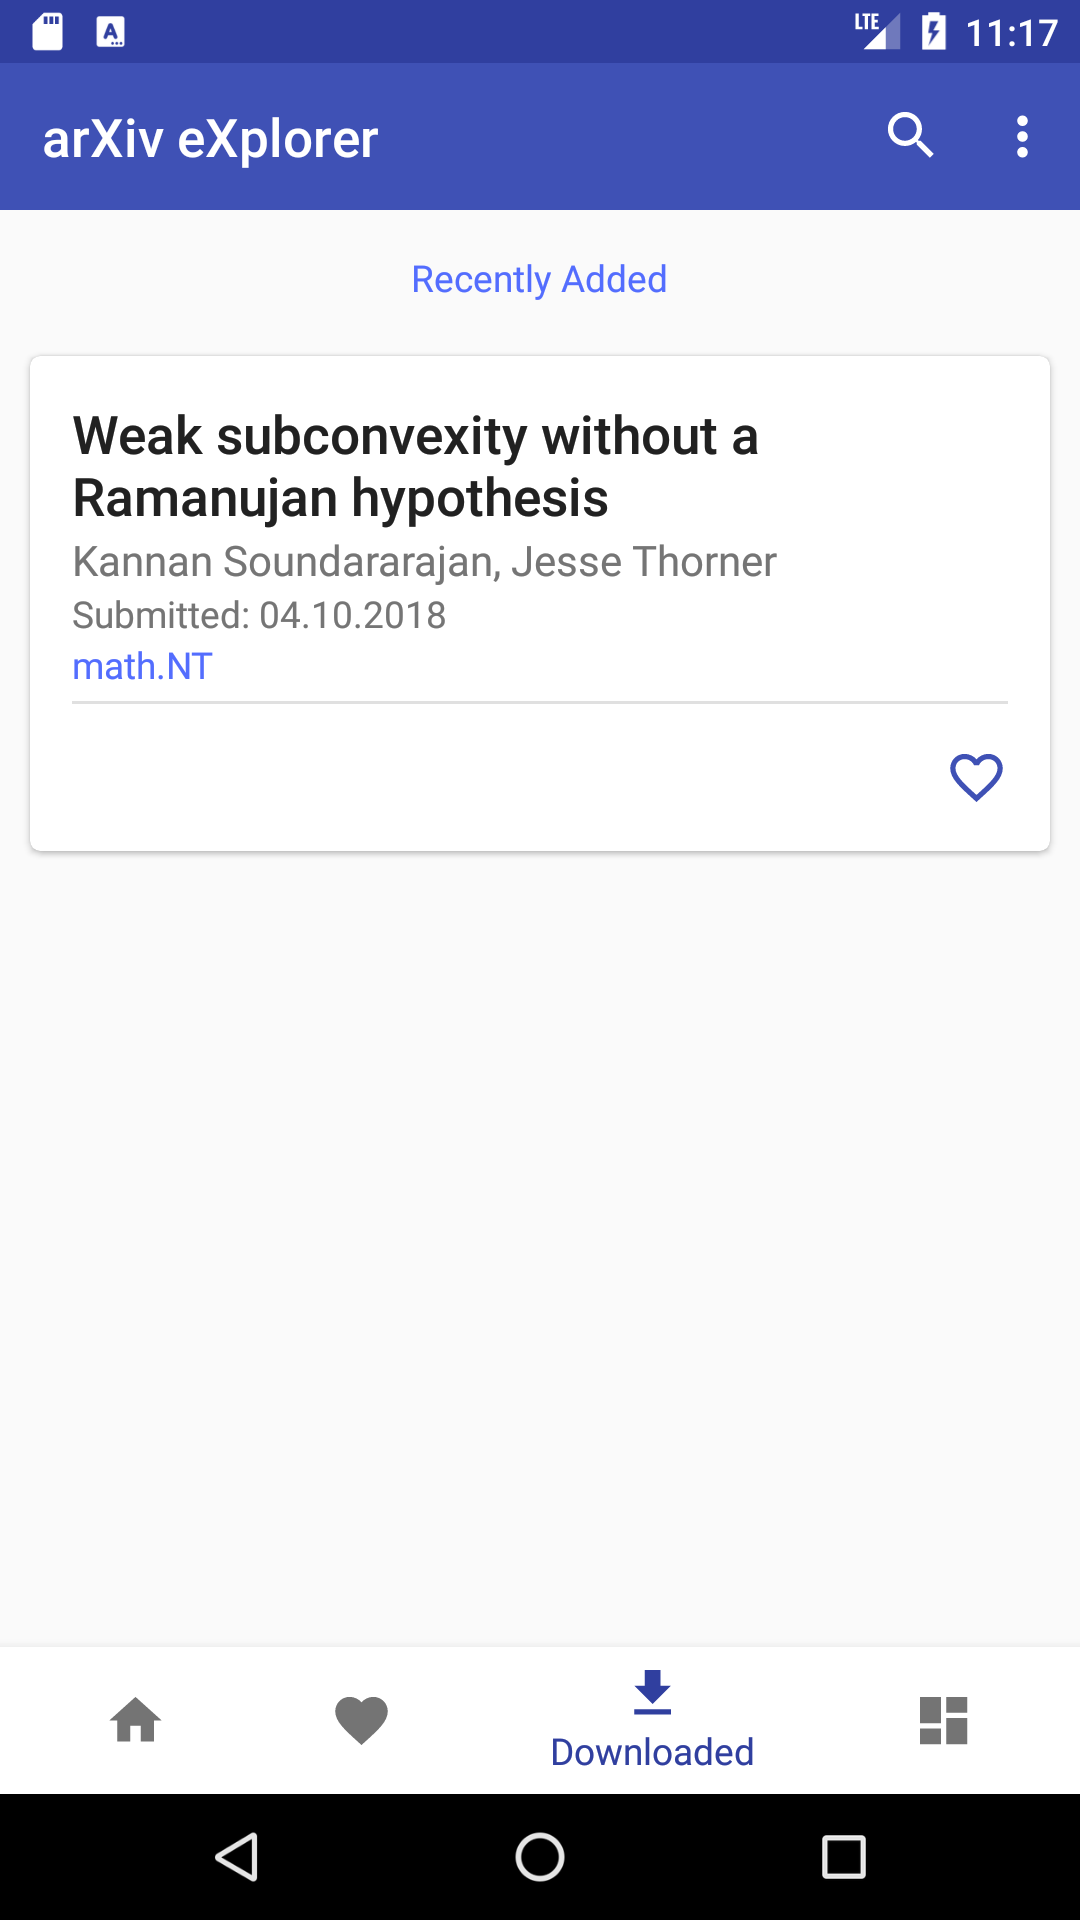 LTE 11:17
arXiv eXplorer
Recently Added
Weak subconvexity without a
Ramanujan hypothesis
Kannan Soundararajan, Jesse Thorner
Submitted: 04.10.2018
math.NT
Downloaded